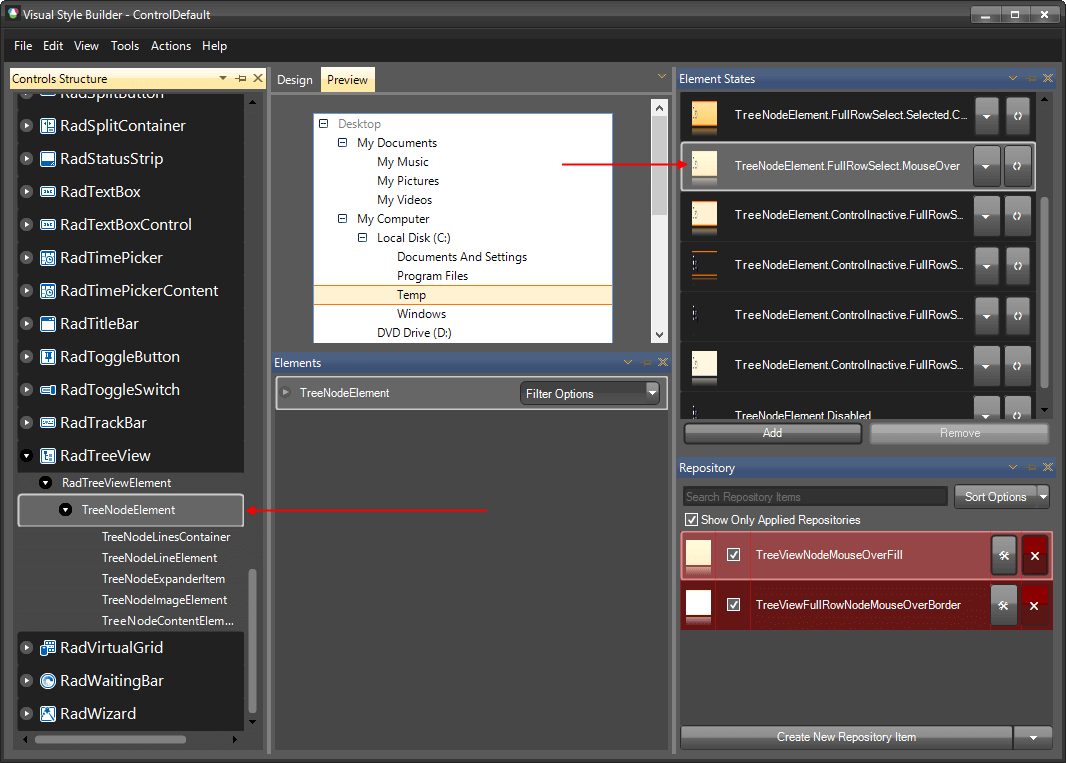 Visual Style Builder - ControlDefault
File Edit View Tools Actions Help
Controls Structure
RadSplitButton
RadSplitContainer
RadStatusStrip
RadTextBox
RadTextBoxControl
RadTimePicker
RadTimePickerContent
RadTitleBar
RadToggleButton
RadToggleSwitch
RadTrackBar
RadTreeView
RadTreeViewElement
TreeNodeElement
TreeNodeLinesContainer
TreeNodeLineElement
TreeNodeExpanderItem
TreeNodeImageElement
TreeNodeContentElem...
RadVirtualGrid
RadWaitingBar
RadWizard
Design Preview
Desktop
My Documents
My Music
My Pictures
My Videos
My Computer
Local Disk (C:)
Documents And Settings
Program Files
Temp
Windows
DVD Drive (D:)
Elements
TreeNodeElement Filter Options
Element States
TreeNodeElement.FullRowSelect.Selected.C...
TreeNodeElement.FullRowSelect.MouseOver
TreeNodeElement.ControlInactive.FullRowS...
TreeNodeElement.ControlInactive.FullRowS...
TreeNodeElement.ControlInactive.FullRowS...
TreeNodeElement.ControlInactive.FullRowS...
TreeNodeElement.Disabled
Add Remove
Repository
Search Repository Items Sort Options
Show Only Applied Repositories
TreeViewNodeMouseOverFill
TreeViewFullRowNodeMouseOverBorder
Create New Repository Item